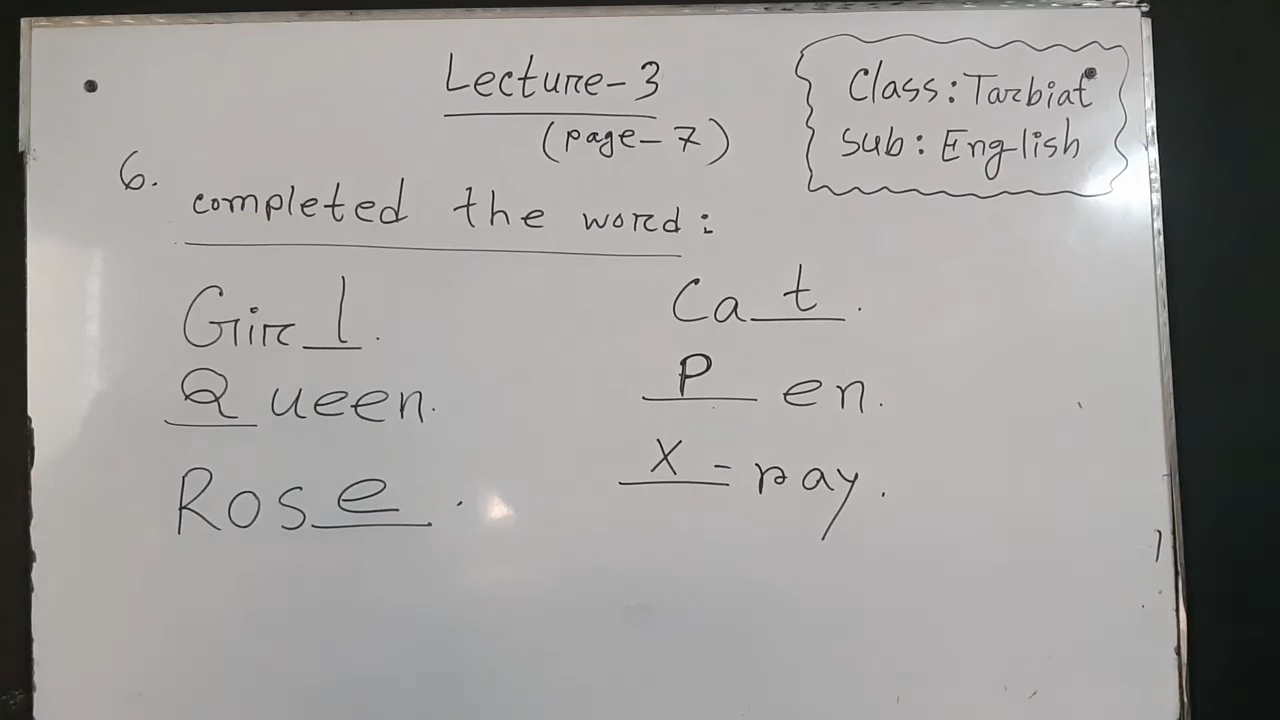 Lecture-3
(page-7)
Class: Tarbiat
Sub: English
6. completed the word:
Girl.
Cat.
Queen.
Pen.
Rose.
X-ray.